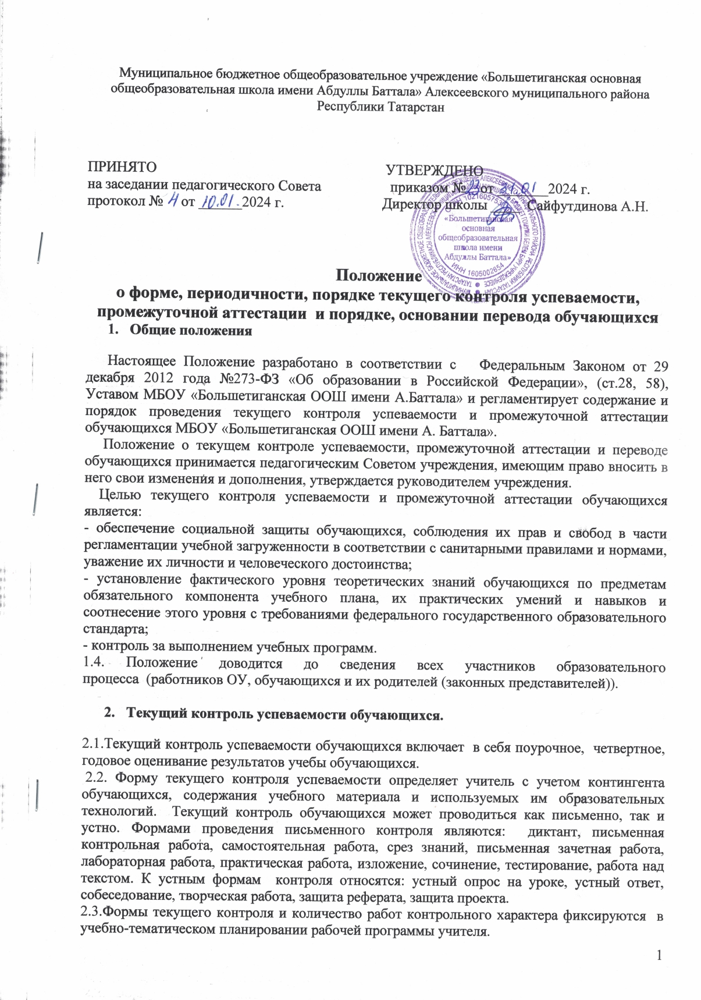 Муниципальное бюджетное общеобразовательное учреждение «Большетиганская основная
общеобразовательная школа имени Абдуллы Баттала» Алексеевского муниципального района
Республики Татарстан
ПРИНЯТО
на заседании педагогического Совета
протокол № 4 от 10.01.2024 г.
УТВЕРЖДЕНО
приказом № от 01 2024 г.
Директор школы Сайфутдинова А.Н.
«Большетиганская
основная
общеобразовательная
школа имени
Абдуллы Баттала»
ИНН 1605002654
Положение
о форме, периодичности, порядке текущего контроля успеваемости,
промежуточной аттестации и порядке, основании перевода обучающихся
1. Общие положения
Настоящее Положение разработано в соответствии с Федеральным Законом от 29
декабря 2012 года №273-ФЗ «Об образовании в Российской Федерации», (ст.28, 58),
Уставом МБОУ «Большетиганская ООШ имени А.Баттала» и регламентирует содержание и
порядок проведения текущего контроля успеваемости и промежуточной аттестации
обучающихся МБОУ «Большетиганская ООШ имени А. Баттала».
Положение о текущем контроле успеваемости, промежуточной аттестации и переводе
обучающихся принимается педагогическим Советом учреждения, имеющим право вносить в
него свои изменения и дополнения, утверждается руководителем учреждения.
Целью текущего контроля успеваемости и промежуточной аттестации обучающихся
является:
- обеспечение социальной защиты обучающихся, соблюдения их прав и свобод в части
регламентации учебной загруженности в соответствии с санитарными правилами и нормами,
уважение их личности и человеческого достоинства;
- установление фактического уровня теоретических знаний обучающихся по предметам
обязательного компонента учебного плана, их практических умений и навыков и
соотнесение этого уровня с требованиями федерального государственного образовательного
стандарта;
- контроль за выполнением учебных программ.
1.4. Положение доводится до сведения всех участников образовательного
процесса (работников ОУ, обучающихся и их родителей (законных представителей)).
2. Текущий контроль успеваемости обучающихся.
2.1.Текущий контроль успеваемости обучающихся включает в себя поурочное, четвертное,
годовое оценивание результатов учебы обучающихся.
2.2. Форму текущего контроля успеваемости определяет учитель с учетом контингента
обучающихся, содержания учебного материала и используемых им образовательных
технологий. Текущий контроль обучающихся может проводиться как письменно, так и
устно. Формами проведения письменного контроля являются: диктант, письменная
контрольная работа, самостоятельная работа, срез знаний, письменная зачетная работа,
лабораторная работа, практическая работа, изложение, сочинение, тестирование, работа над
текстом. К устным формам контроля относятся: устный опрос на уроке, устный ответ,
собеседование, творческая работа, защита реферата, защита проекта.
2.3.Формы текущего контроля и количество работ контрольного характера фиксируются в
учебно-тематическом планировании рабочей программы учителя.
1